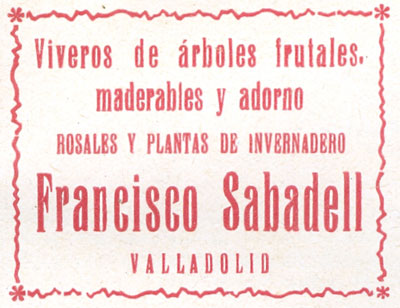 Viveros de árboles frutales.
maderables y adorno
ROSALES Y PLANTAS DE INVERNADERO
Francisco Sabadell
VALLADOLID